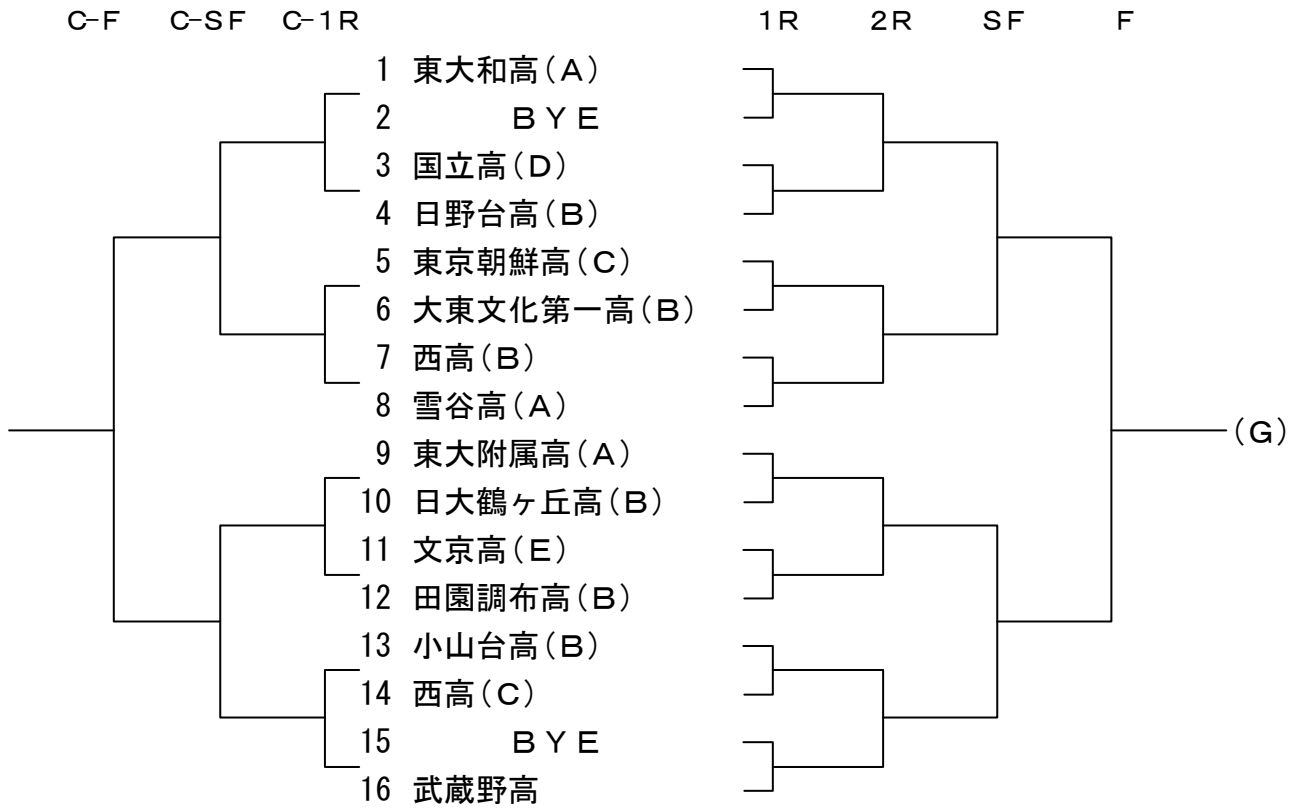 C-F C-SF C-1R 1R 2R SF F
1 東大和高(A)
2 BYE
3 国立高(D)
4 日野台高(B)
5 東京朝鮮高(C)
6 大東文化第一高(B)
7 西高(B)
8 雪谷高(A)
(G)
9 東大附属高(A)
10 日大鶴ヶ丘高(B)
11 文京高(E)
12 田園調布高(B)
13 小山台高(B)
14 西高(C)
15 BYE
16 武蔵野高